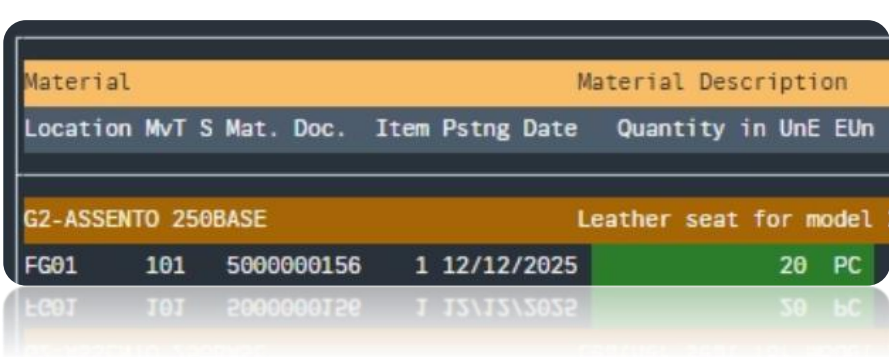 Material Material Description
Location MvT S Mat. Doc. Item Pstng Date Quantity in UnE EUn
G2-ASSENTO 250BASE Leather seat for model
FG01 101 5000000156 1 12/12/2025 20 PC